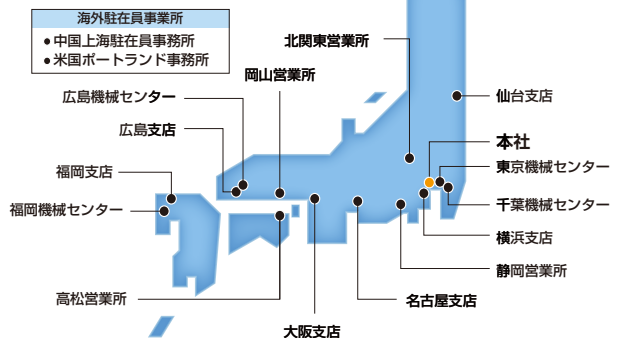 海外駐在員事業所
●中国上海駐在員事務所
●米国ポートランド事務所
北関東営業所
岡山営業所
広島機械センター
仙台支店
広島支店
本社
東京機械センター
福岡支店
千葉機械センター
福岡機械センター
横浜支店
静岡営業所
高松営業所
名古屋支店
大阪支店